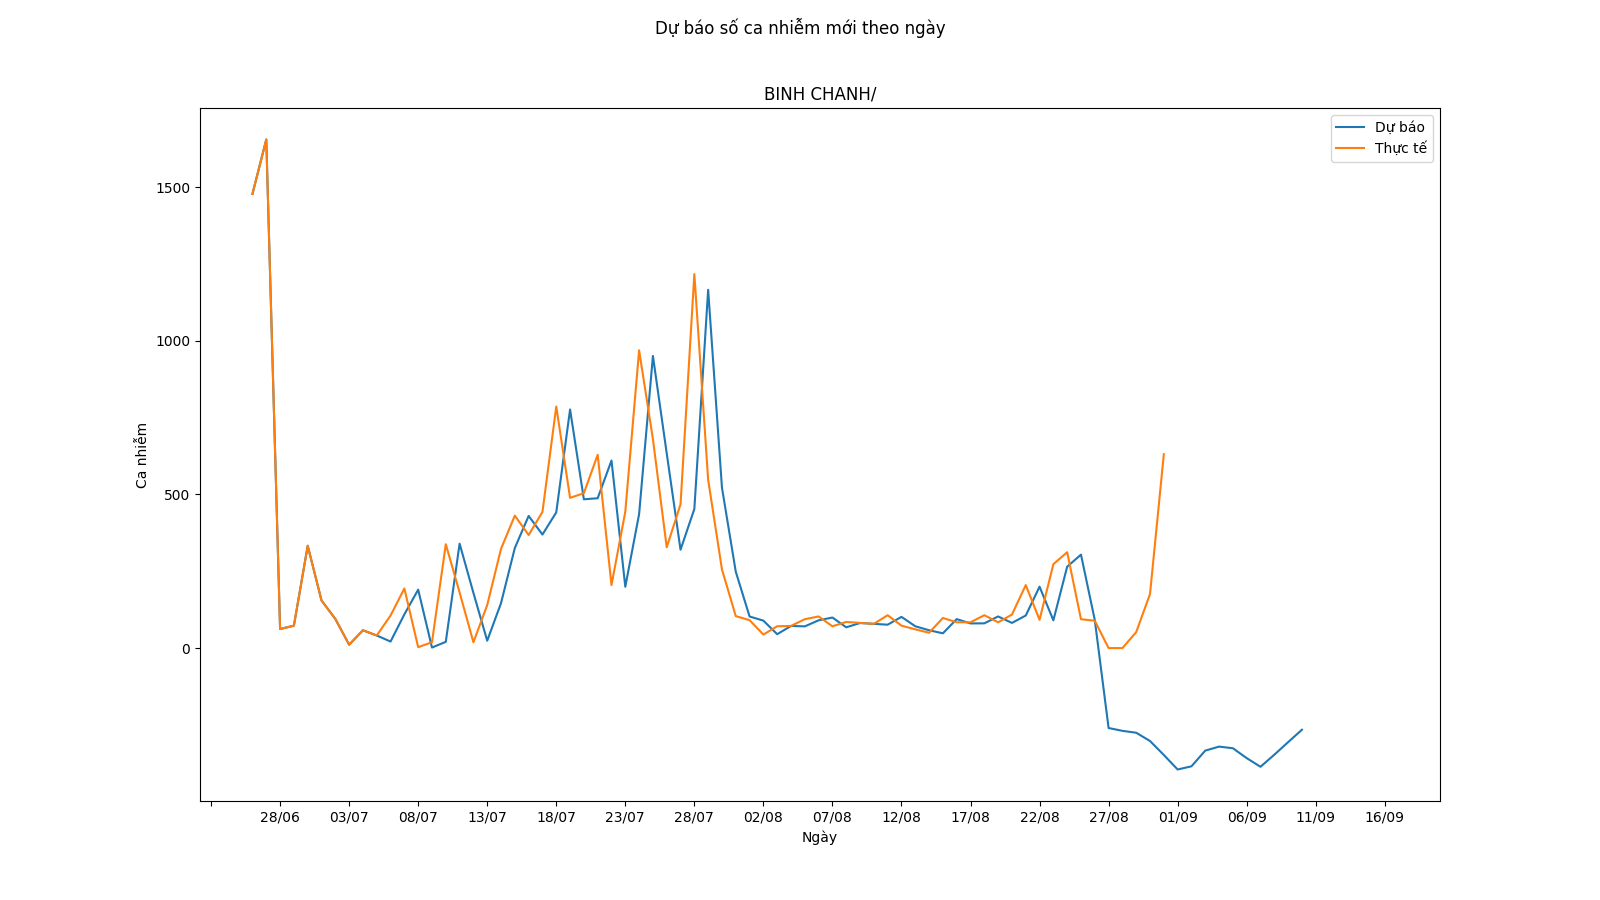 Dự báo số ca nhiễm mới theo ngày
BINH CHANH/
Dự báo
Thực tế
1500
1000
500
0
Ca nhiễm
28/06 03/07 08/07 13/07 18/07 23/07 28/07 02/08 07/08 12/08 17/08 22/08 27/08 01/09 06/09 11/09 16/09
Ngày